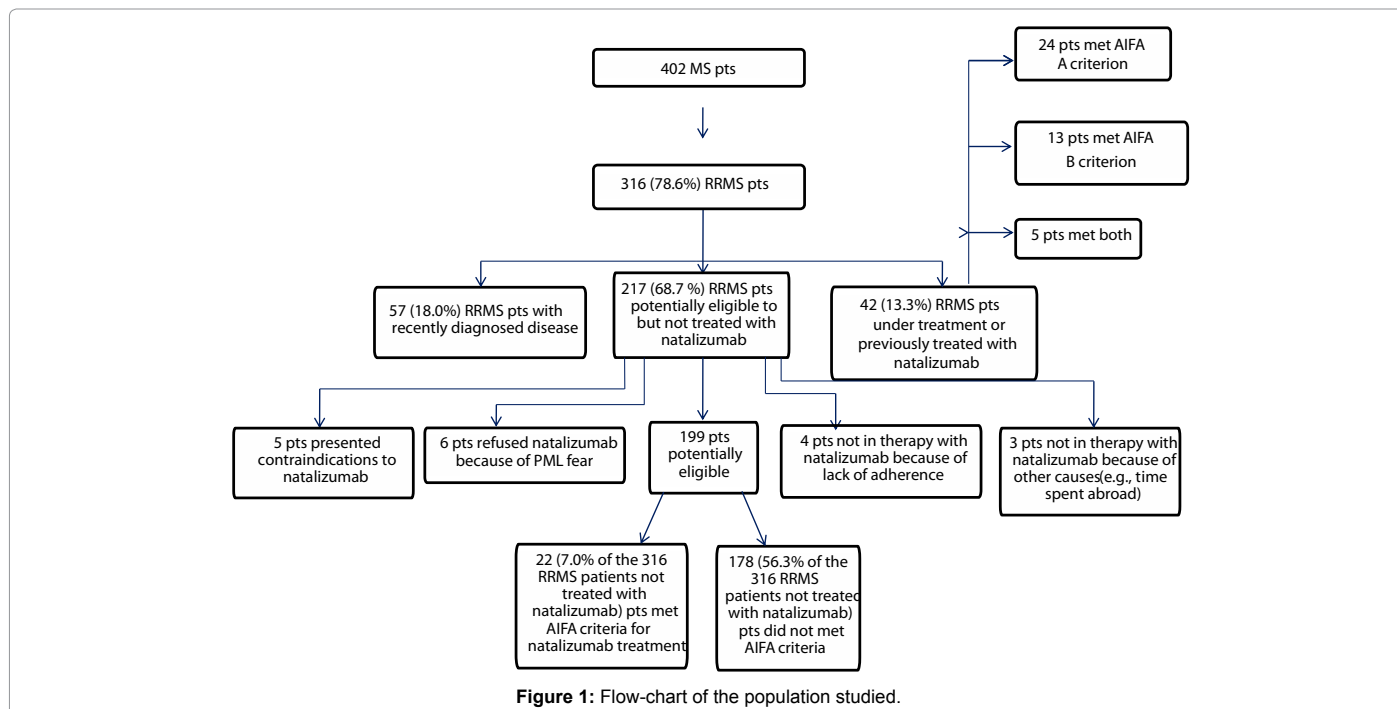 24 pts met AIFA
A criterion
402 MS pts
13 pts met AIFA
B criterion
316 (78.6%) RRMS pts
5 pts met both
57 (18.0%) RRMS pts with
recently diagnosed disease
217 (68.7 %) RRMS pts
potentially eligible to
but not treated with
natalizumab
42 (13.3%) RRMS pts
under treatment or
previously treated with
natalizumab
5 pts presented
contraindications to
natalizumab
6 pts refused natalizumab
because of PML fear
199 pts
potentially
eligible
4 pts not in therapy with
natalizumab because of
lack of adherence
3 pts not in therapy with
natalizumab because of
other causes(e.g., time
spent abroad)
22 (7.0% of the 316
RRMS patients not
treated with
natalizumab) pts met
AIFA criteria for
natalizumab treatment
178 (56.3% of the
316 RRMS
patients not treated
with natalizumab)
pts did not met
AIFA criteria
Figure 1: Flow-chart of the population studied.